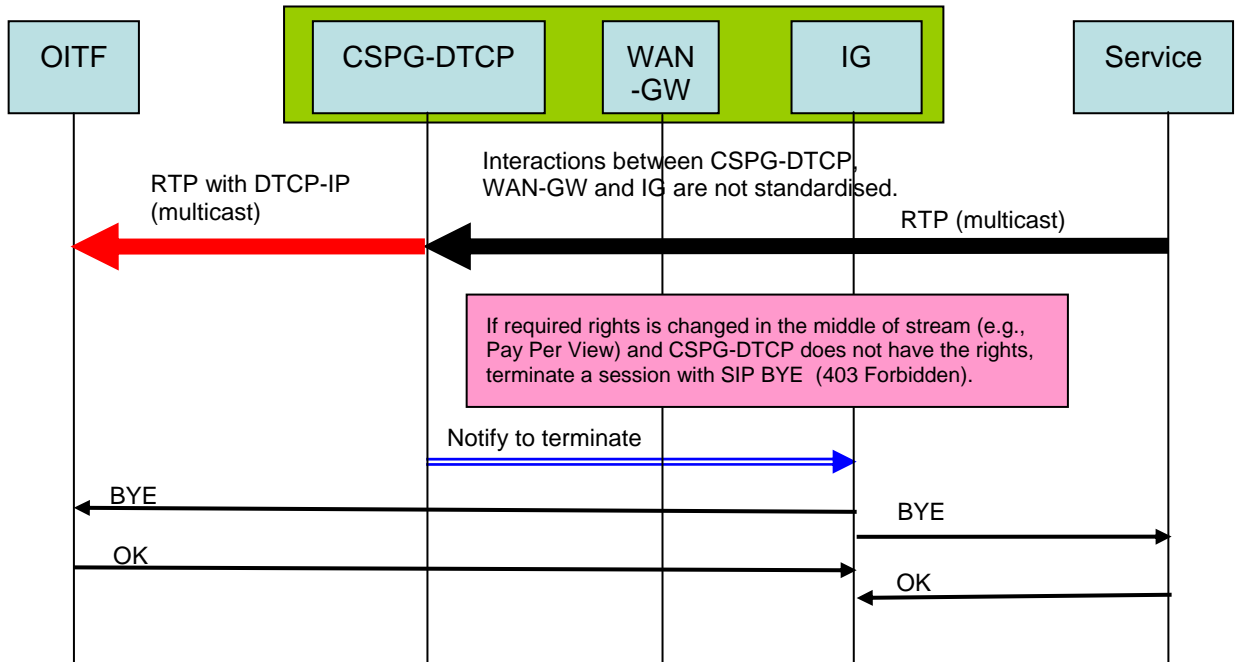 OITF
CSPG-DTCP
WAN
-GW
IG
Service
Interactions between CSPG-DTCP,
WAN-GW and IG are not standardised.
RTP with DTCP-IP
(multicast)
RTP (multicast)
If required rights is changed in the middle of stream (e.g.,
Pay Per View) and CSPG-DTCP does not have the rights,
terminate a session with SIP BYE  (403 Forbidden).
Notify to terminate
BYE
BYE
OK
OK